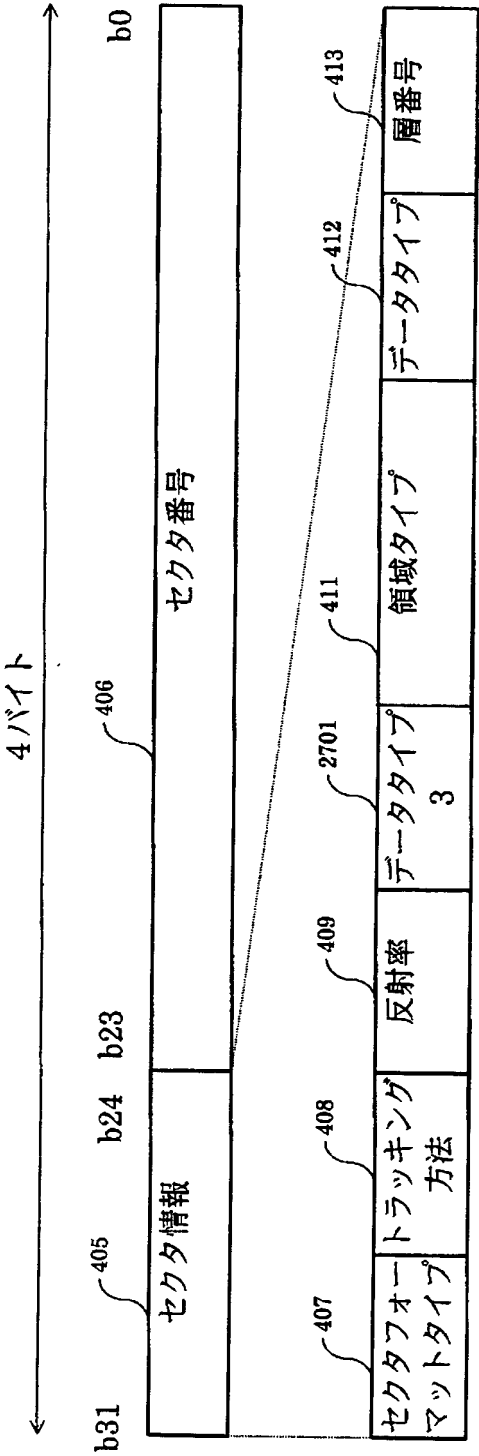 4バイト
b31
b24
b23
b0
405
406
セクタ情報
セクタ番号
407
408
409
2701
411
412
413
セクタフォー
マットタイプ
トラッキング
方法
反射率
データタイプ
3
領域タイプ
データタイプ
層番号